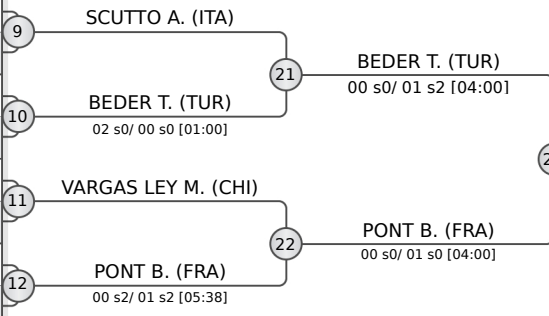 SCUTTO A. (ITA)
9
21
BEDER T. (TUR)
00 s0/ 01 s2 [04:00]
BEDER T. (TUR)
10
02 s0/ 00 s0 [01:00]
VARGAS LEY M. (CHI)
11
22
PONT B. (FRA)
00 s0/ 01 s0 [04:00]
PONT B. (FRA)
12
00 s2/ 01 s2 [05:38]